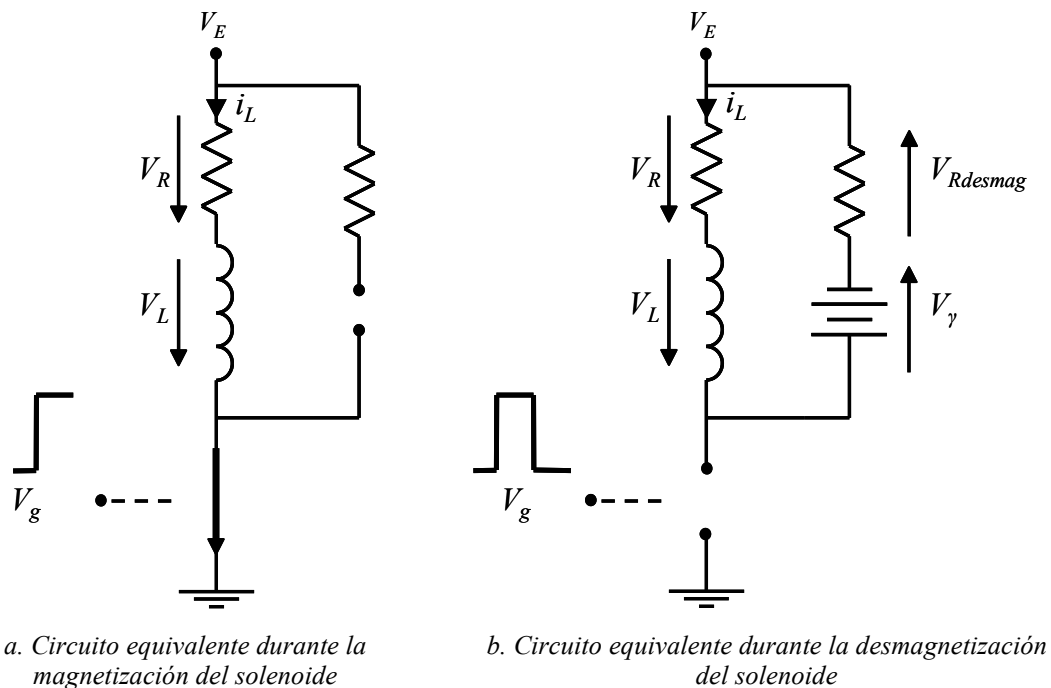 V_E
i_L
V_R
V_L
V_g
a. Circuito equivalente durante la
magnetización del solenoide
V_E
i_L
V_R
V_Rdesmag
V_L
V_γ
V_g
b. Circuito equivalente durante la desmagnetización
del solenoide